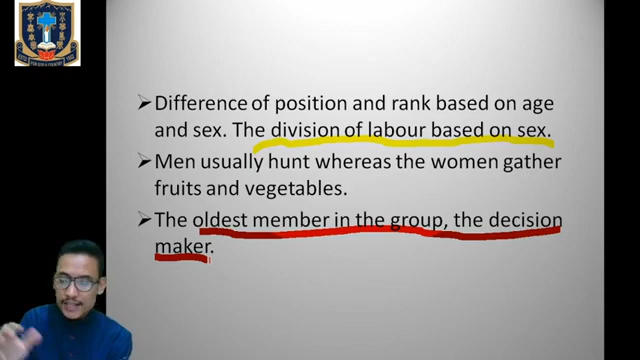 ➤Difference of position and rank based on age
and sex. The division of labour based on sex.
➤Men usually hunt whereas the women gather
fruits and vegetables.
➤The oldest member in the group, the decision
maker.